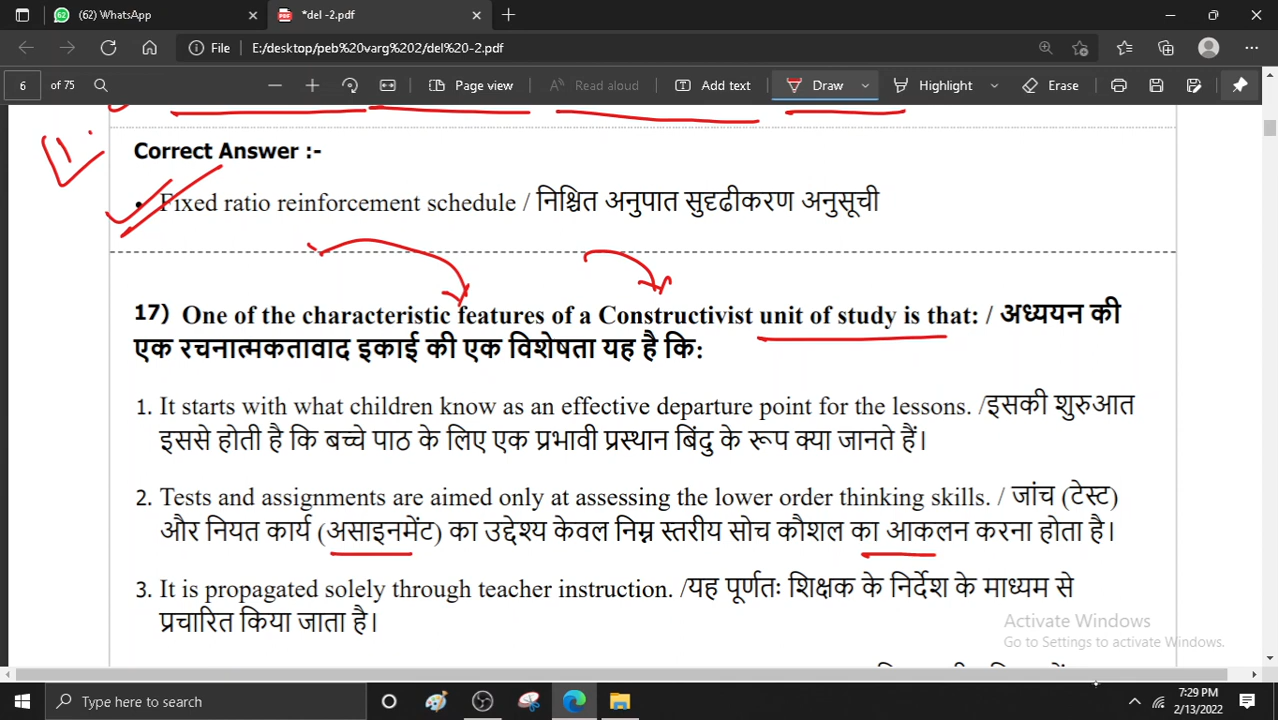 (62) WhatsApp
*del -2.pdf
File
E:/desktop/peb%20varg%202/del%20-2.pdf
6 of 75
Page view
Read aloud
Add text
Draw
Highlight
Erase
Correct Answer :-
• Fixed ratio reinforcement schedule / निश्चित अनुपात सुदृढीकरण अनुसूची
17) One of the characteristic features of a Constructivist unit of study is that: / अध्ययन की
एक रचनात्मकतावाद इकाई की एक विशेषता यह है कि:
1. It starts with what children know as an effective departure point for the lessons. /इसकी शुरुआत
इससे होती है कि बच्चे पाठ के लिए एक प्रभावी प्रस्थान बिंदु के रूप क्या जानते हैं।
2. Tests and assignments are aimed only at assessing the lower order thinking skills. / जांच (टेस्ट)
और नियत कार्य (असाइनमेंट) का उद्देश्य केवल निम्न स्तरीय सोच कौशल का आकलन करना होता है।
3. It is propagated solely through teacher instruction. /यह पूर्णतः शिक्षक के निर्देश के माध्यम से
प्रचारित किया जाता है।
Activate Windows
Go to Settings to activate Windows.
Type here to search
7:29 PM
2/13/2022